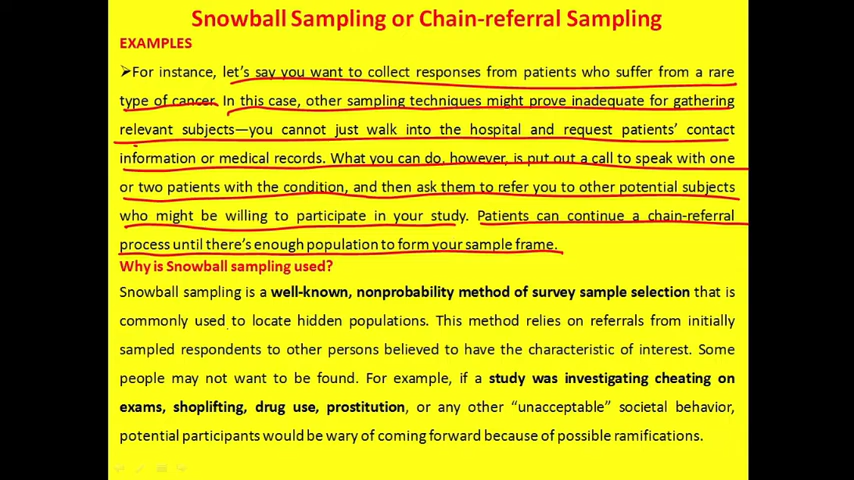 Snowball Sampling or Chain-referral Sampling
EXAMPLES
➢For instance, let's say you want to collect responses from patients who suffer from a rare
type of cancer. In this case, other sampling techniques might prove inadequate for gathering
relevant subjects—you cannot just walk into the hospital and request patients' contact
information or medical records. What you can do, however, is put out a call to speak with one
or two patients with the condition, and then ask them to refer you to other potential subjects
who might be willing to participate in your study. Patients can continue a chain-referral
process until there's enough population to form your sample frame.
Why is Snowball sampling used?
Snowball sampling is a well-known, nonprobability method of survey sample selection that is
commonly used to locate hidden populations. This method relies on referrals from initially
sampled respondents to other persons believed to have the characteristic of interest. Some
people may not want to be found. For example, if a study was investigating cheating on
exams, shoplifting, drug use, prostitution, or any other “unacceptable” societal behavior,
potential participants would be wary of coming forward because of possible ramifications.